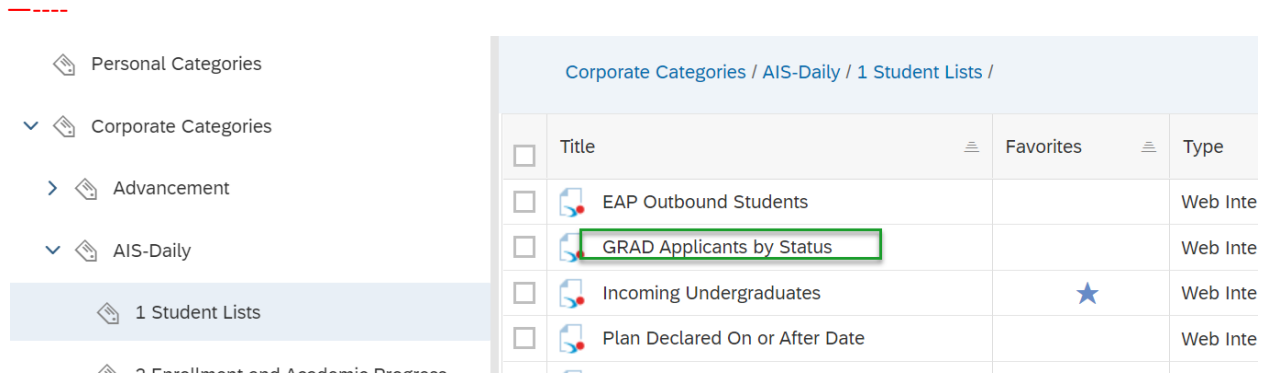 Personal Categories
Corporate Categories
Advancement
AIS-Daily
1 Student Lists
Corporate Categories / AIS-Daily / 1 Student Lists /
Title Favorites Type
EAP Outbound Students Web Inte
GRAD Applicants by Status Web Inte
Incoming Undergraduates Web Inte
Plan Declared On or After Date Web Inte